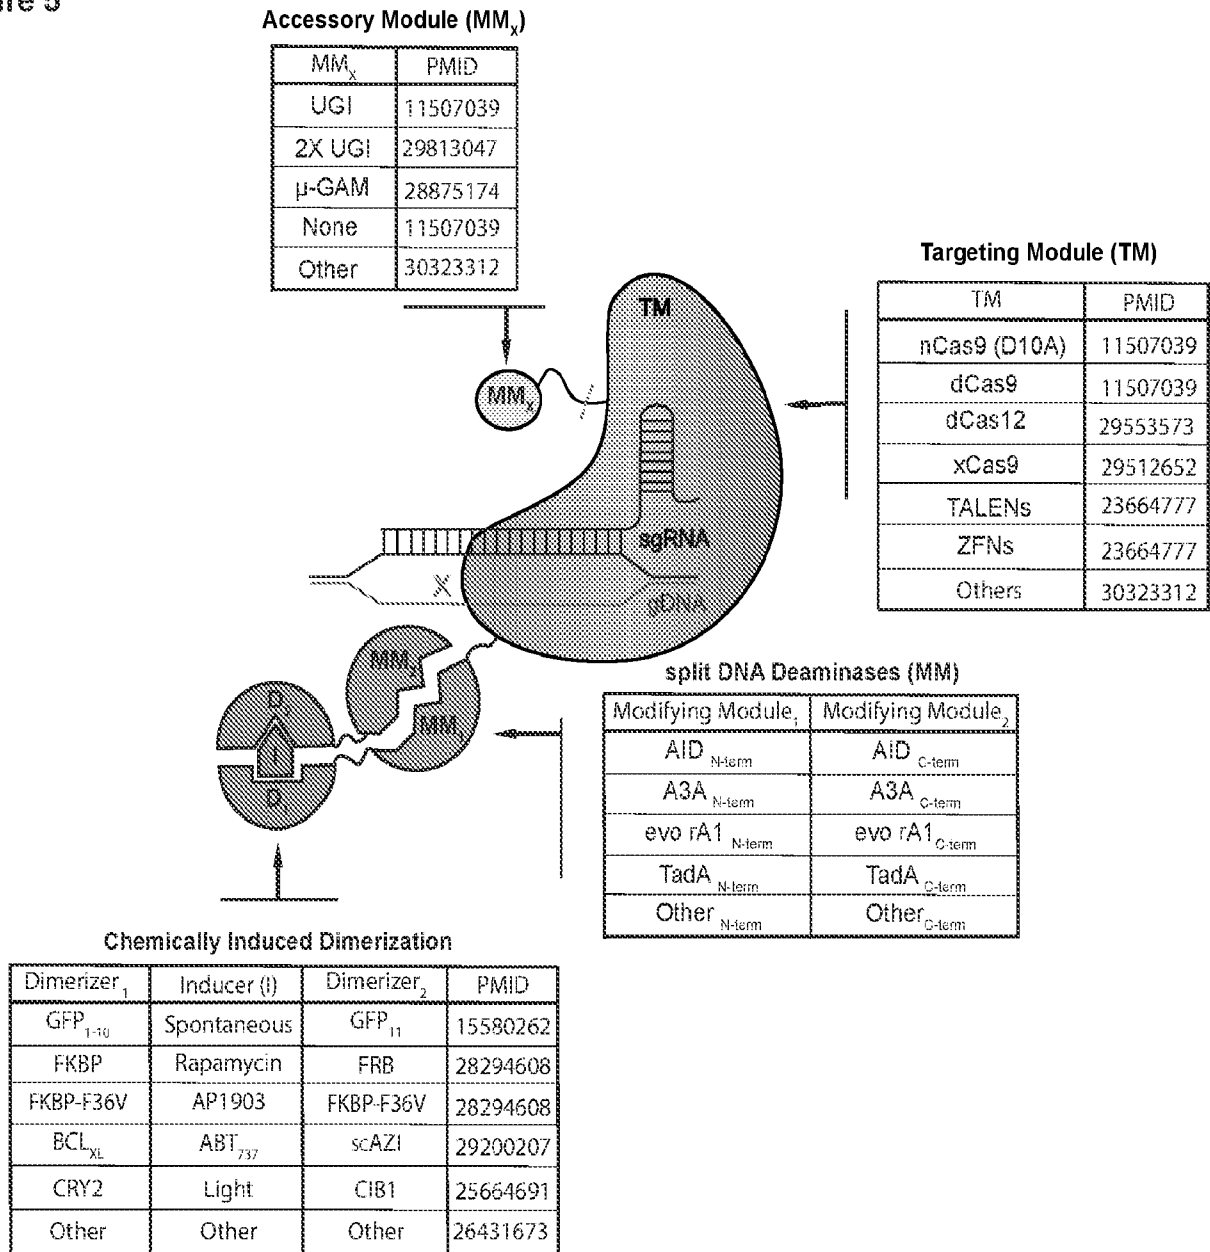 Accessory Module (MMx)
MMx PMID
UGI 11507039
2X UGI 29813047
μ-GAM 28875174
None 11507039
Other 30323312
Targeting Module (TM)
TM PMID
nCas9 (D10A) 11507039
dCas9 11507039
dCas12 29553573
xCas9 29512652
TALENs 23664777
ZFNs 23664777
Others 30323312
TM
MMx
sgRNA
gDNA
MM
MM
D
I
D
split DNA Deaminases (MM)
Modifying Module1 Modifying Module2
AID N-term AID C-term
A3A N-term A3A C-term
evo rA1 N-term evo rA1 C-term
TadA N-term TadA C-term
Other N-term Other C-term
Chemically Induced Dimerization
Dimerizer1 Inducer (I) Dimerizer2 PMID
GFP1-10 Spontaneous GFP11 15580262
FKBP Rapamycin FRB 28294608
FKBP-F36V AP1903 FKBP-F36V 28294608
BCLXL ABT737 scAZI 29200207
CRY2 Light CIB1 25664691
Other Other Other 26431673